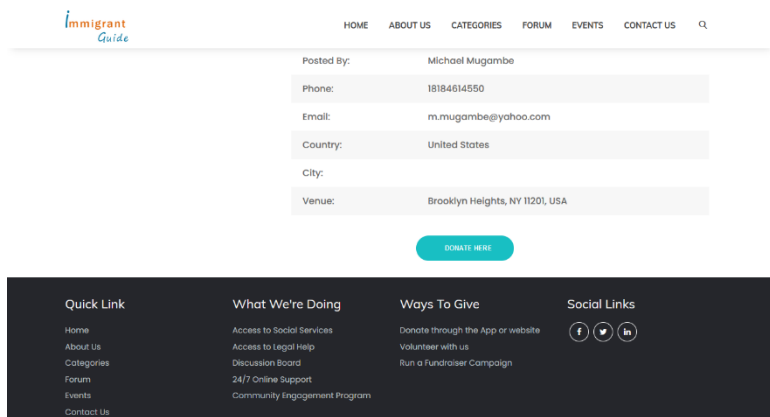 Immigrant
Guide
HOME ABOUT US CATEGORIES FORUM EVENTS CONTACT US
Posted By: Michael Mugambe
Phone: 18184614550
Email: m.mugambe@yahoo.com
Country: United States
City:
Venue: Brooklyn Heights, NY 11201, USA
DONATE HERE
Quick Link
Home
About Us
Categories
Forum
Events
Contact Us
What We're Doing
Access to Social Services
Access to Legal Help
Discussion Board
24/7 Online Support
Community Engagement Program
Ways To Give
Donate through the App or website
Volunteer with us
Run a Fundraiser Campaign
Social Links